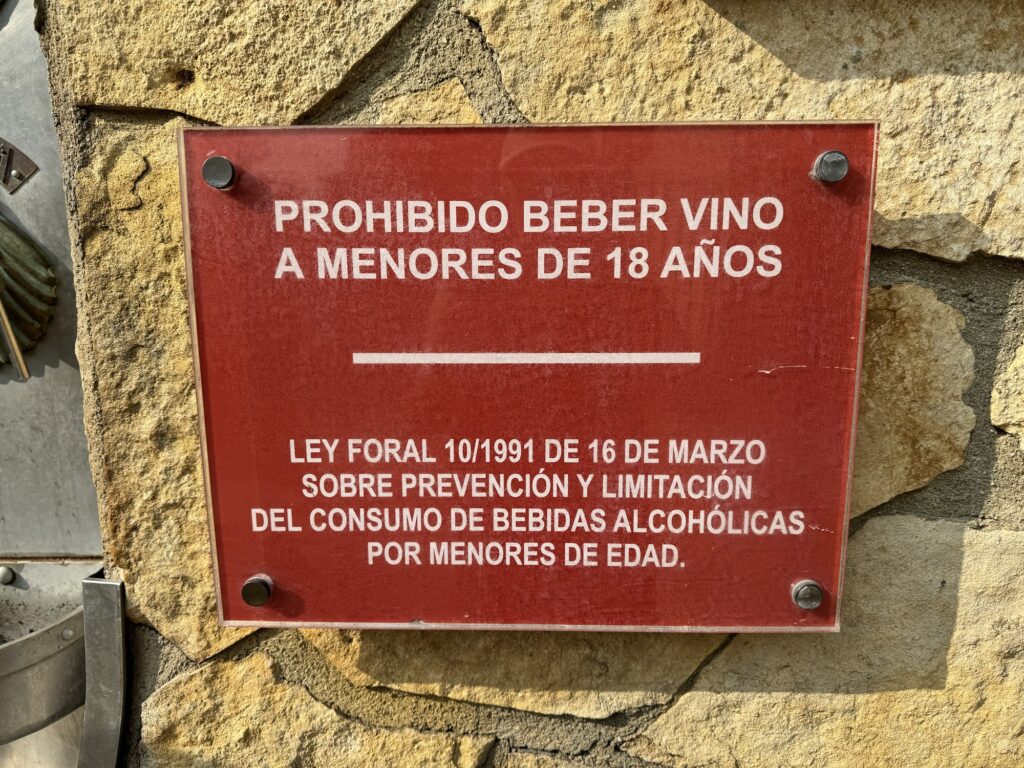 PROHIBIDO BEBER VINO
A MENORES DE 18 AÑOS
LEY FORAL 10/1991 DE 16 DE MARZO
SOBRE PREVENCIÓN Y LIMITACIÓN
DEL CONSUMO DE BEBIDAS ALCOHÓLICAS
POR MENORES DE EDAD.